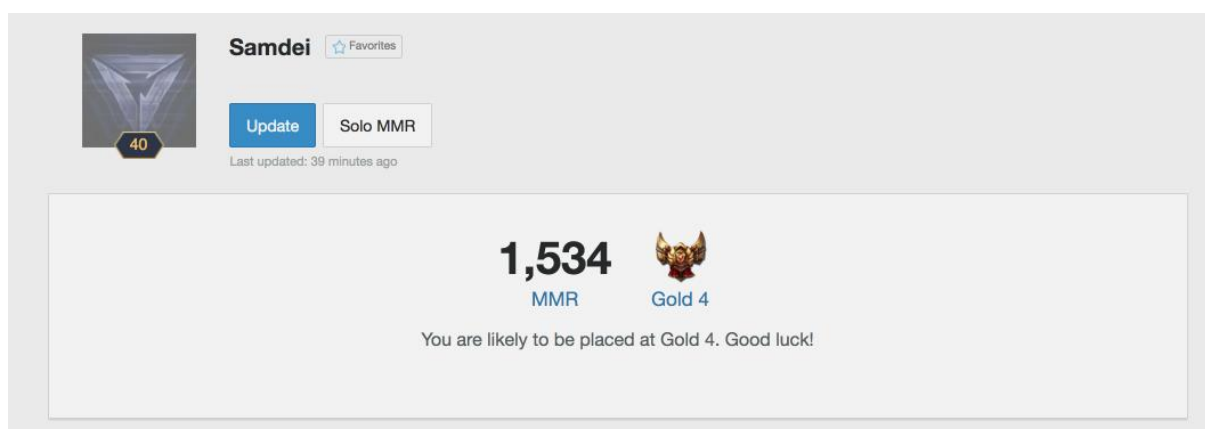 Samdei
Favorites
Update
Solo MMR
40
Last updated: 39 minutes ago
1,534
MMR
Gold 4
You are likely to be placed at Gold 4. Good luck!